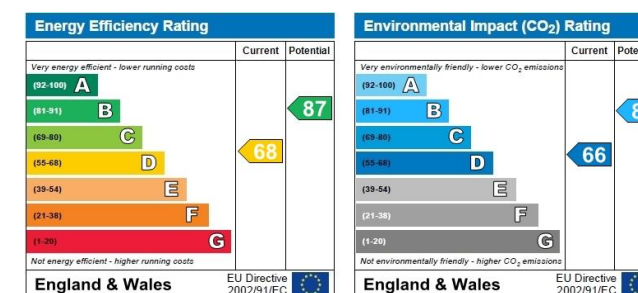 Energy Efficiency Rating
Current Potential
Very energy efficient - lower running costs
(92-100) A
(81-91) B 87
(69-80) C
(55-68) D 68
(39-54) E
(21-38) F
(1-20) G
Not energy efficient - higher running costs
England & Wales EU Directive 2002/91/EC
Environmental Impact (CO2) Rating
Current Pote
Very environmentally friendly - lower CO2 emissions
(92-100) A
(81-91) B 8
(69-80) C
(55-68) D 66
(39-54) E
(21-38) F
(1-20) G
Not environmentally friendly - higher CO2 emissions
England & Wales EU Directive 2002/91/EC